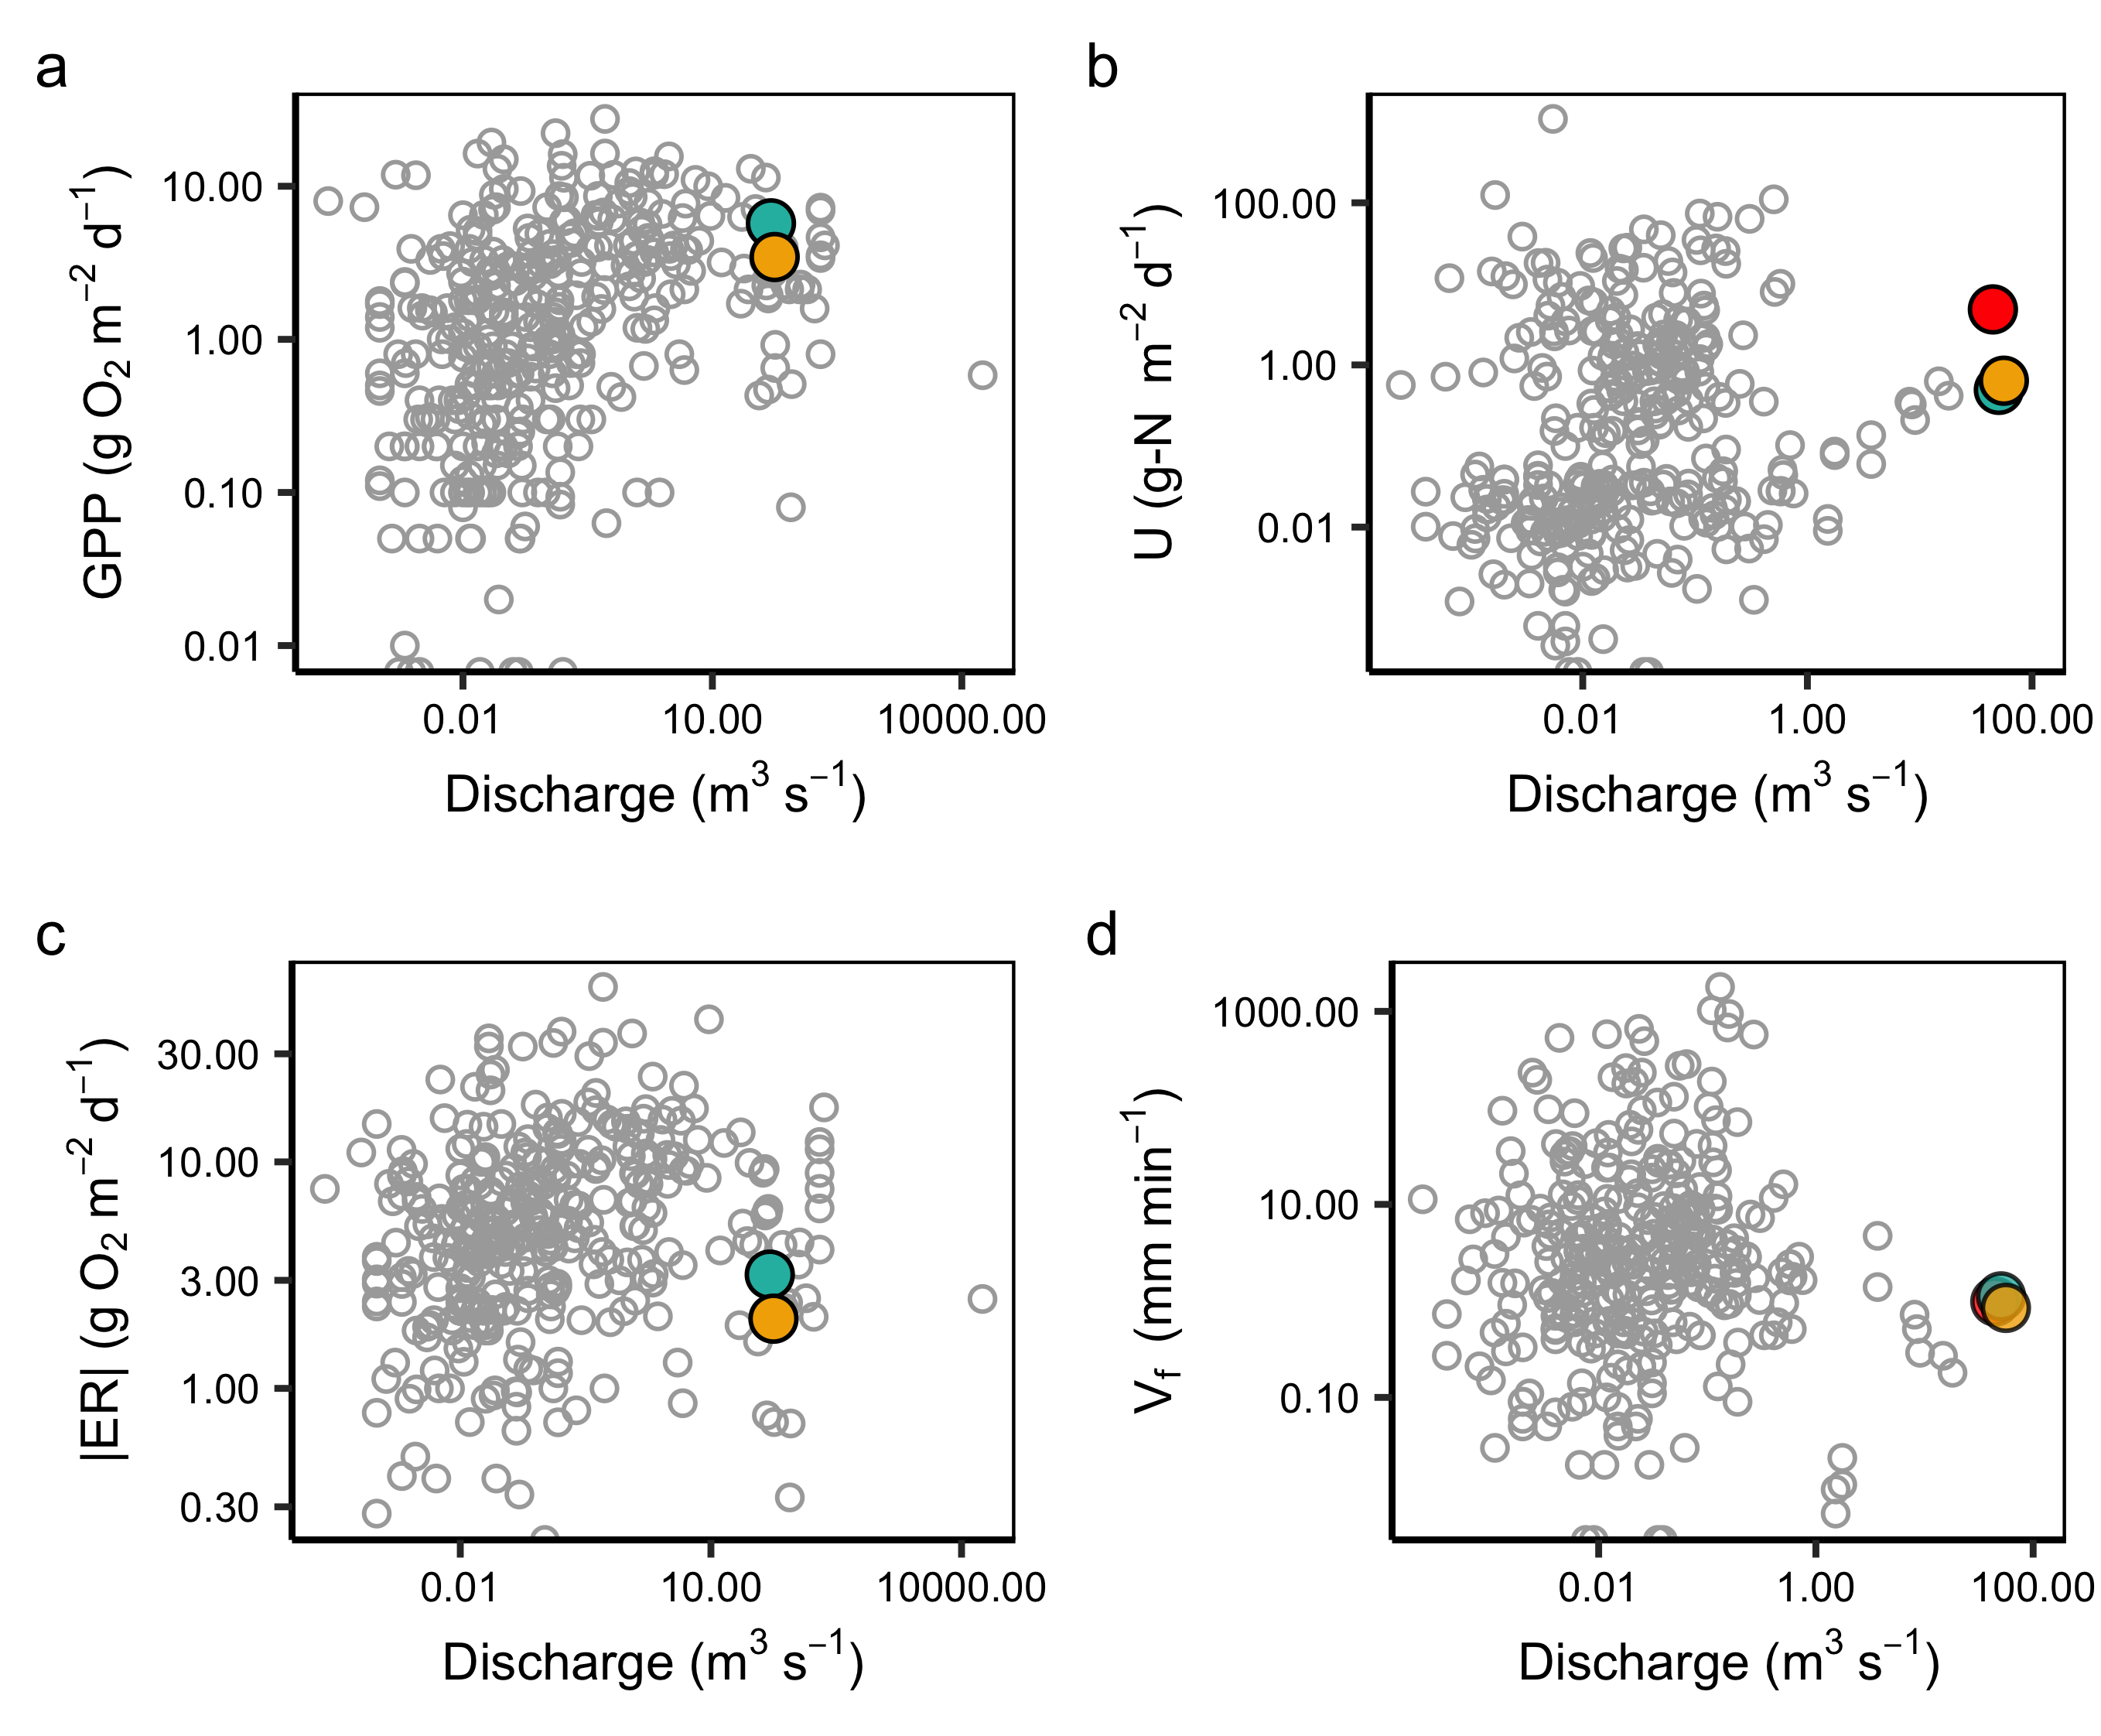 a
GPP (g O₂ m⁻² d⁻¹)
10.00
1.00
0.10
0.01
0.01 10.00 10000.00
Discharge (m³ s⁻¹)
b
U (g-N m⁻² d⁻¹)
100.00
1.00
0.01
0.01 1.00 100.00
Discharge (m³ s⁻¹)
c
|ER| (g O₂ m⁻² d⁻¹)
30.00
10.00
3.00
1.00
0.30
0.01 10.00 10000.00
Discharge (m³ s⁻¹)
d
V_f (mm min⁻¹)
1000.00
10.00
0.10
0.01 1.00 100.00
Discharge (m³ s⁻¹)